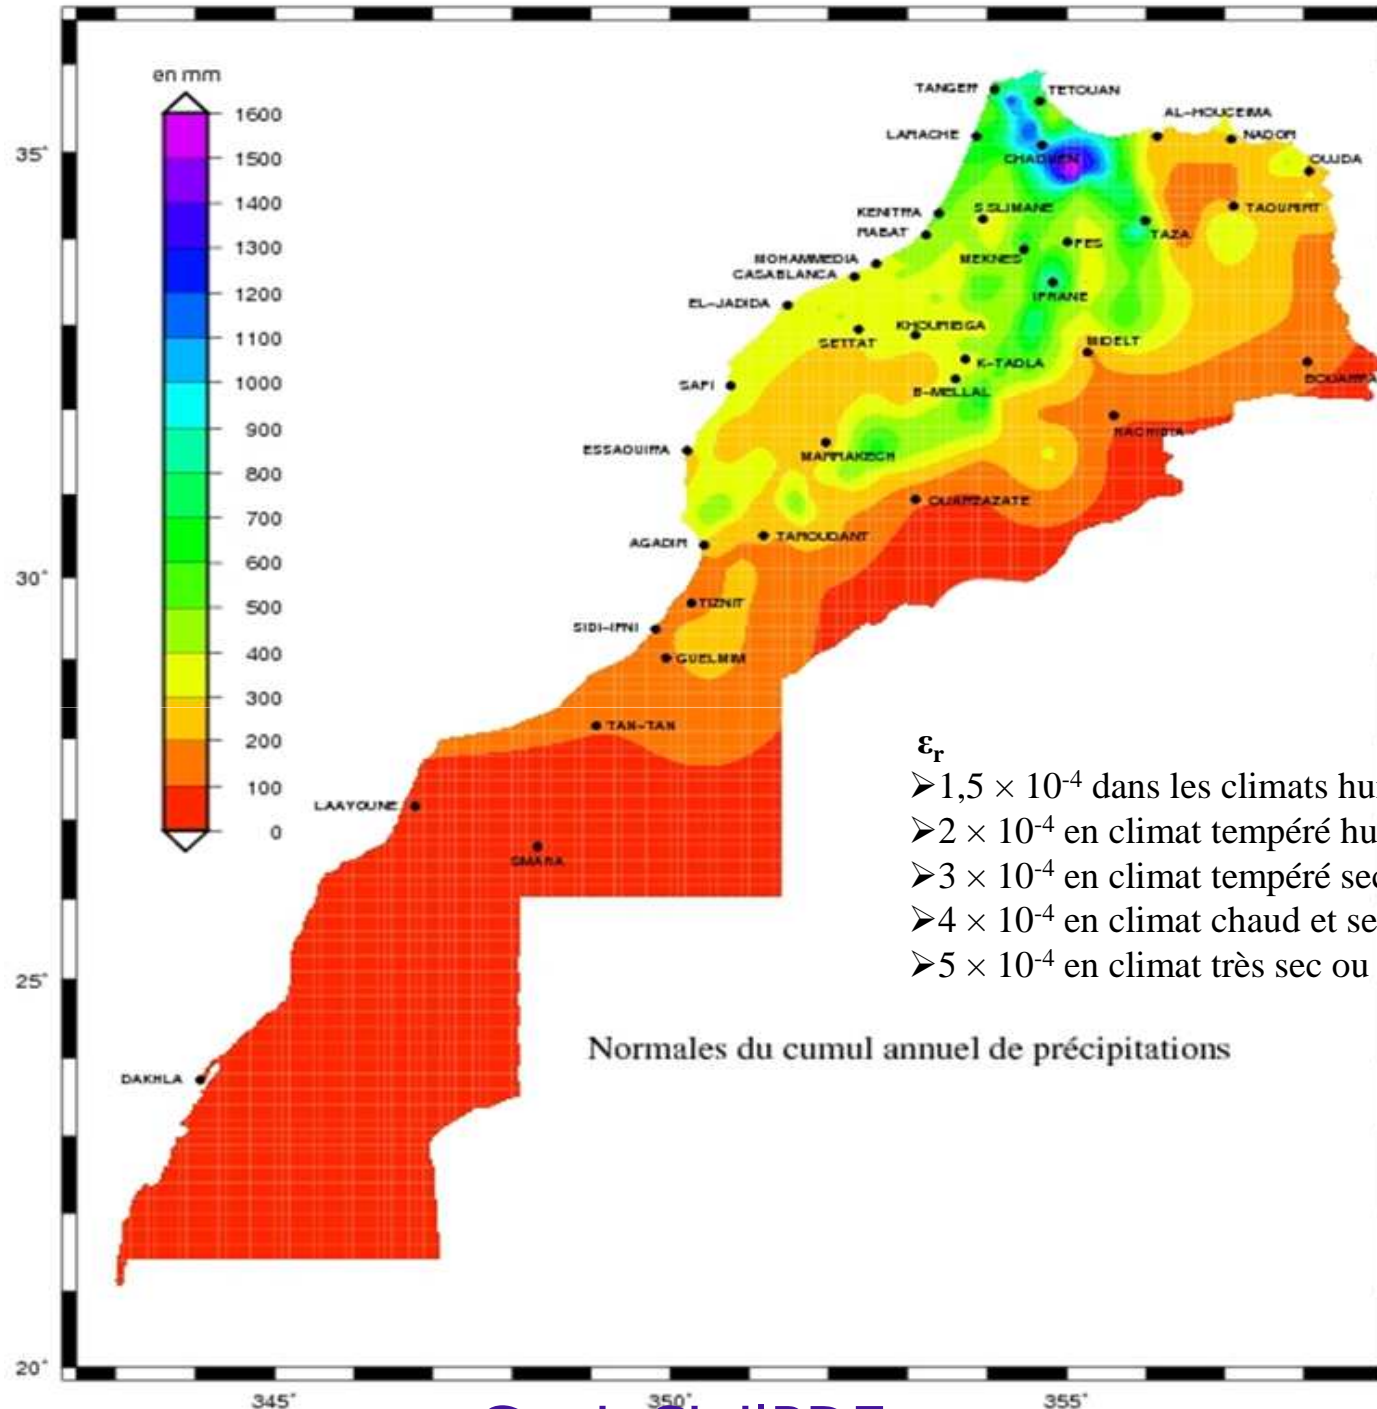 en mm
1600
1500
1400
1300
1200
1100
1000
900
800
700
600
500
400
300
200
100
0
35°
30°
25°
20°
345°
350°
355°
TANGER
TETOUAN
AL-HOUCEIMA
LARACHE
NADOR
CHAOUEN
OUJDA
KENITRA
S.SLIMANE
TAOURIRT
RABAT
TAZA
FES
MOHAMMEDIA
MEKNES
CASABLANCA
IFRANE
EL-JADIDA
KHOURIBGA
SETTAT
MIDELT
K-TADLA
SAFI
B-MELLAL
BOUARFA
RACHIDIA
ESSAOUIRA
MARRAKECH
OUARZAZATE
AGADIR
TAROUDANT
TIZNIT
SIDI-IFNI
GUELMIM
TAN-TAN
LAAYOUNE
SMARA
DAKHLA
εr
➢1,5 × 10-4 dans les climats
➢2 × 10-4 en climat tempéré
➢3 × 10-4 en climat tempéré sec
➢4 × 10-4 en climat chaud et
➢5 × 10-4 en climat très sec ou
Normales du cumul annuel de précipitations